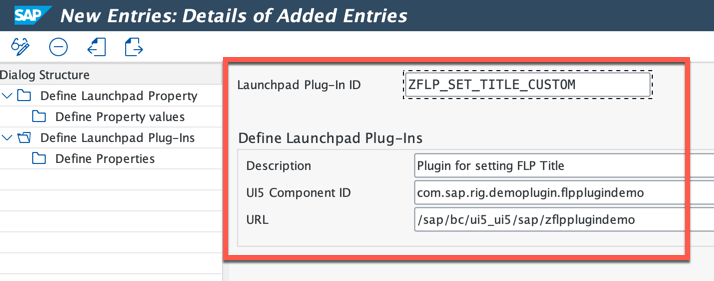 SAP New Entries: Details of Added Entries
Dialog Structure
Define Launchpad Property
Define Property values
Define Launchpad Plug-Ins
Define Properties
Launchpad Plug-In ID ZFLP_SET_TITLE_CUSTOM
Define Launchpad Plug-Ins
Description Plugin for setting FLP Title
UI5 Component ID com.sap.rig.demoplugin.flpplugindemo
URL /sap/bc/ui5_ui5/sap/zflpplugindemo